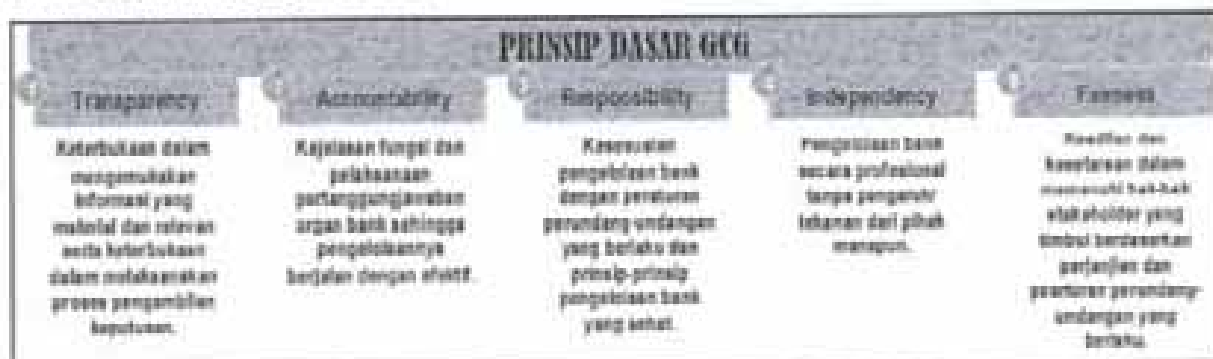 PRINSIP DASAR GCG
Transparency
Keterbukaan dalam
mengemukakan
informasi yang
material dan relevan
serta keterbukaan
dalam melaksanakan
proses pengambilan
keputusan.
Accountability
Kejelasan fungsi dan
pelaksanaan
pertanggungjawaban
organ bank sehingga
pengelolaannya
berjalan dengan efektif.
Responsibility
Kesesuaian
pengelolaan bank
dengan peraturan
perundang-undangan
yang berlaku dan
prinsip-prinsip
pengelolaan bank
yang sehat.
Independency
Pengelolaan bank
secara profesional
tanpa pengaruh/
tekanan dari pihak
manapun.
Fairness
Keadilan dan
kesetaraan dalam
memenuhi hak-hak
stakeholder yang
timbul berdasarkan
perjanjian dan
pearturan perundang-
undangan yang
berlaku.